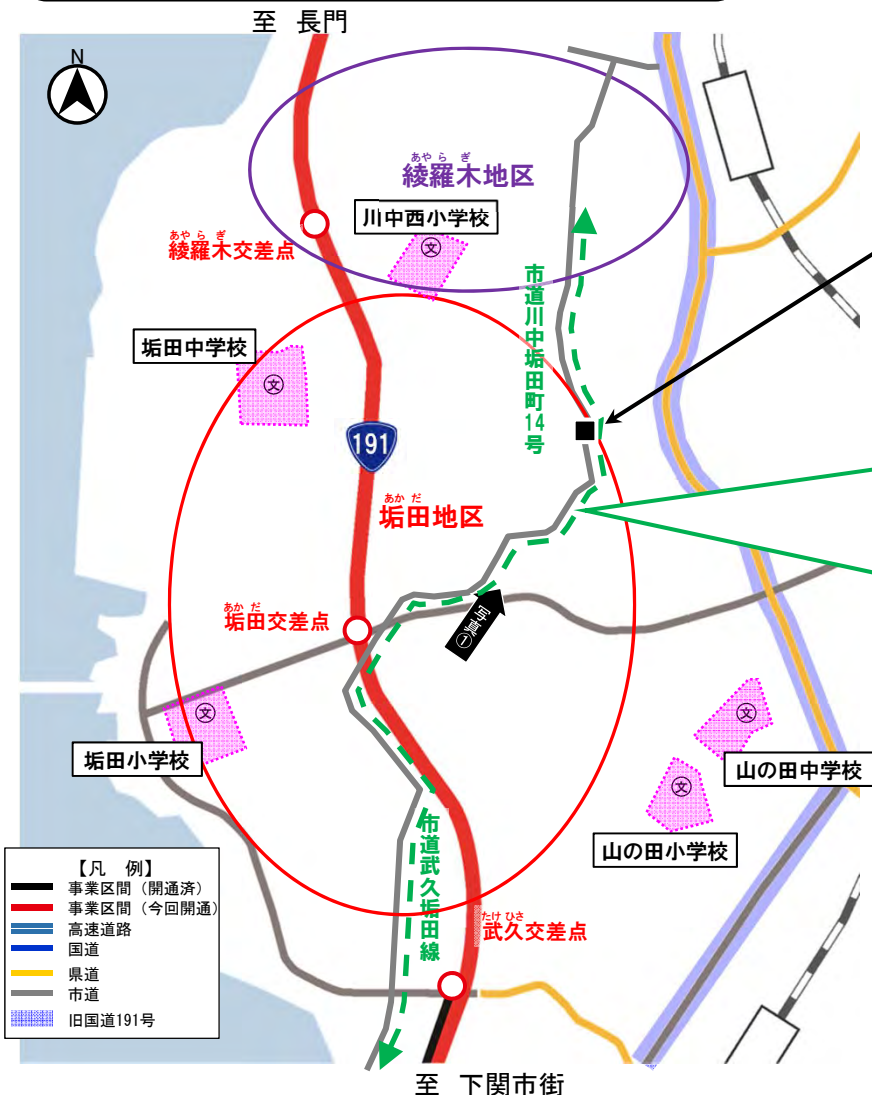 至 長門
N
あやらぎ
綾羅木地区
川中西小学校
文
あやらぎ
綾羅木交差点
垢田中学校
文
市道川中垢田町14号
191
あかだ
垢田地区
あかだ
垢田交差点
写真①
文
垢田小学校
文
山の田中学校
文
山の田小学校
市道武久垢田線
たけひさ
武久交差点
【凡 例】
事業区間（開通済）
事業区間（今回開通）
高速道路
国道
県道
市道
旧国道191号
至 下関市街